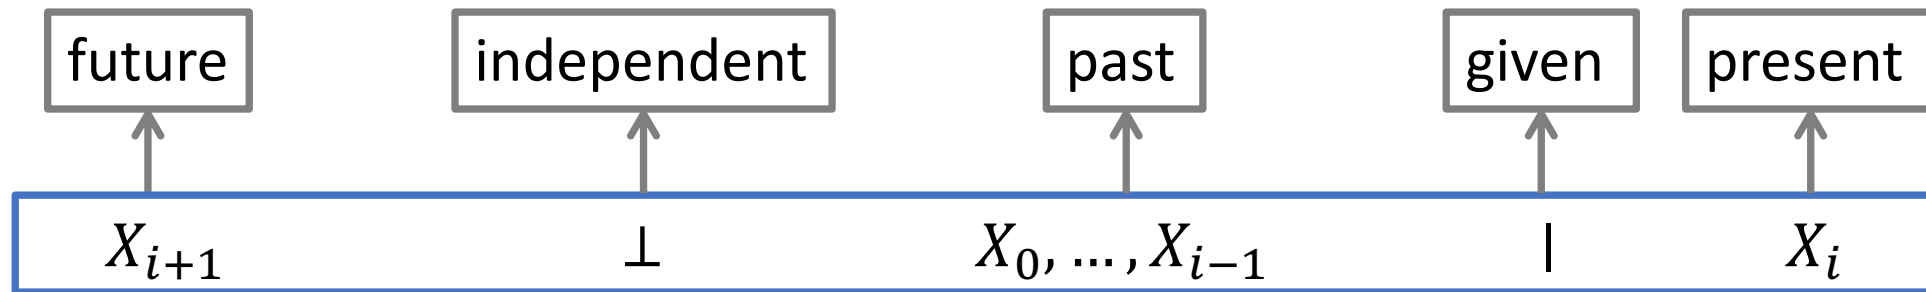 future independent past given present
X_{i+1} ⊥ X_0, … , X_{i−1} | X_i